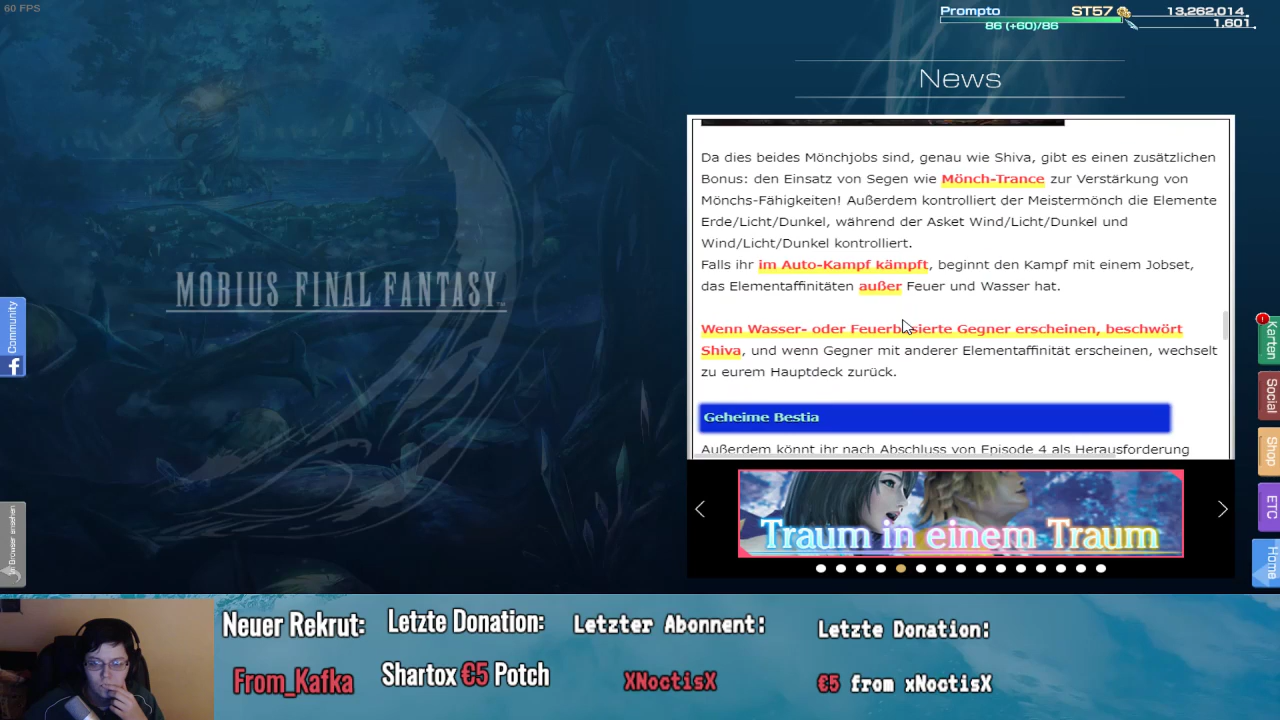 60 FPS
Prompto
ST57
13,262,014
86 (+60)/86
1,601
News
Da dies beides Mönchjobs sind, genau wie Shiva, gibt es einen zusätzlichen
Bonus: den Einsatz von Segen wie Mönch-Trance zur Verstärkung von
Mönchs-Fähigkeiten! Außerdem kontrolliert der Meistermönch die Elemente
Erde/Licht/Dunkel, während der Asket Wind/Licht/Dunkel und
Wind/Licht/Dunkel kontrolliert.
Falls ihr im Auto-Kampf kämpft, beginnt den Kampf mit einem Jobset,
das Elementaffinitäten außer Feuer und Wasser hat.
Wenn Wasser- oder Feuerbasierte Gegner erscheinen, beschwört
Shiva, und wenn Gegner mit anderer Elementaffinität erscheinen, wechselt
zu eurem Hauptdeck zurück.
Geheime Bestia
Außerdem könnt ihr nach Abschluss von Episode 4 als Herausforderung
MOBIUS FINAL FANTASY
Community
In Browser ansehen
Traum in einem Traum
Karten
Social
Shop
ETC
Home
Neuer Rekrut:
From_Kafka
Letzte Donation:
Shartox €5 Potch
Letzter Abonnent:
XNoctisX
Letzte Donation:
€5 from xNoctisX